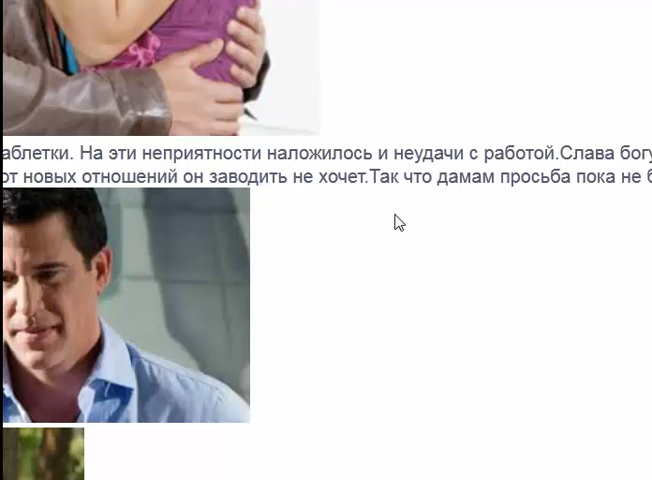 аблетки. На эти неприятности наложилось и неудачи с работой.Слава богу
от новых отношений он заводить не хочет.Так что дамам просьба пока не б